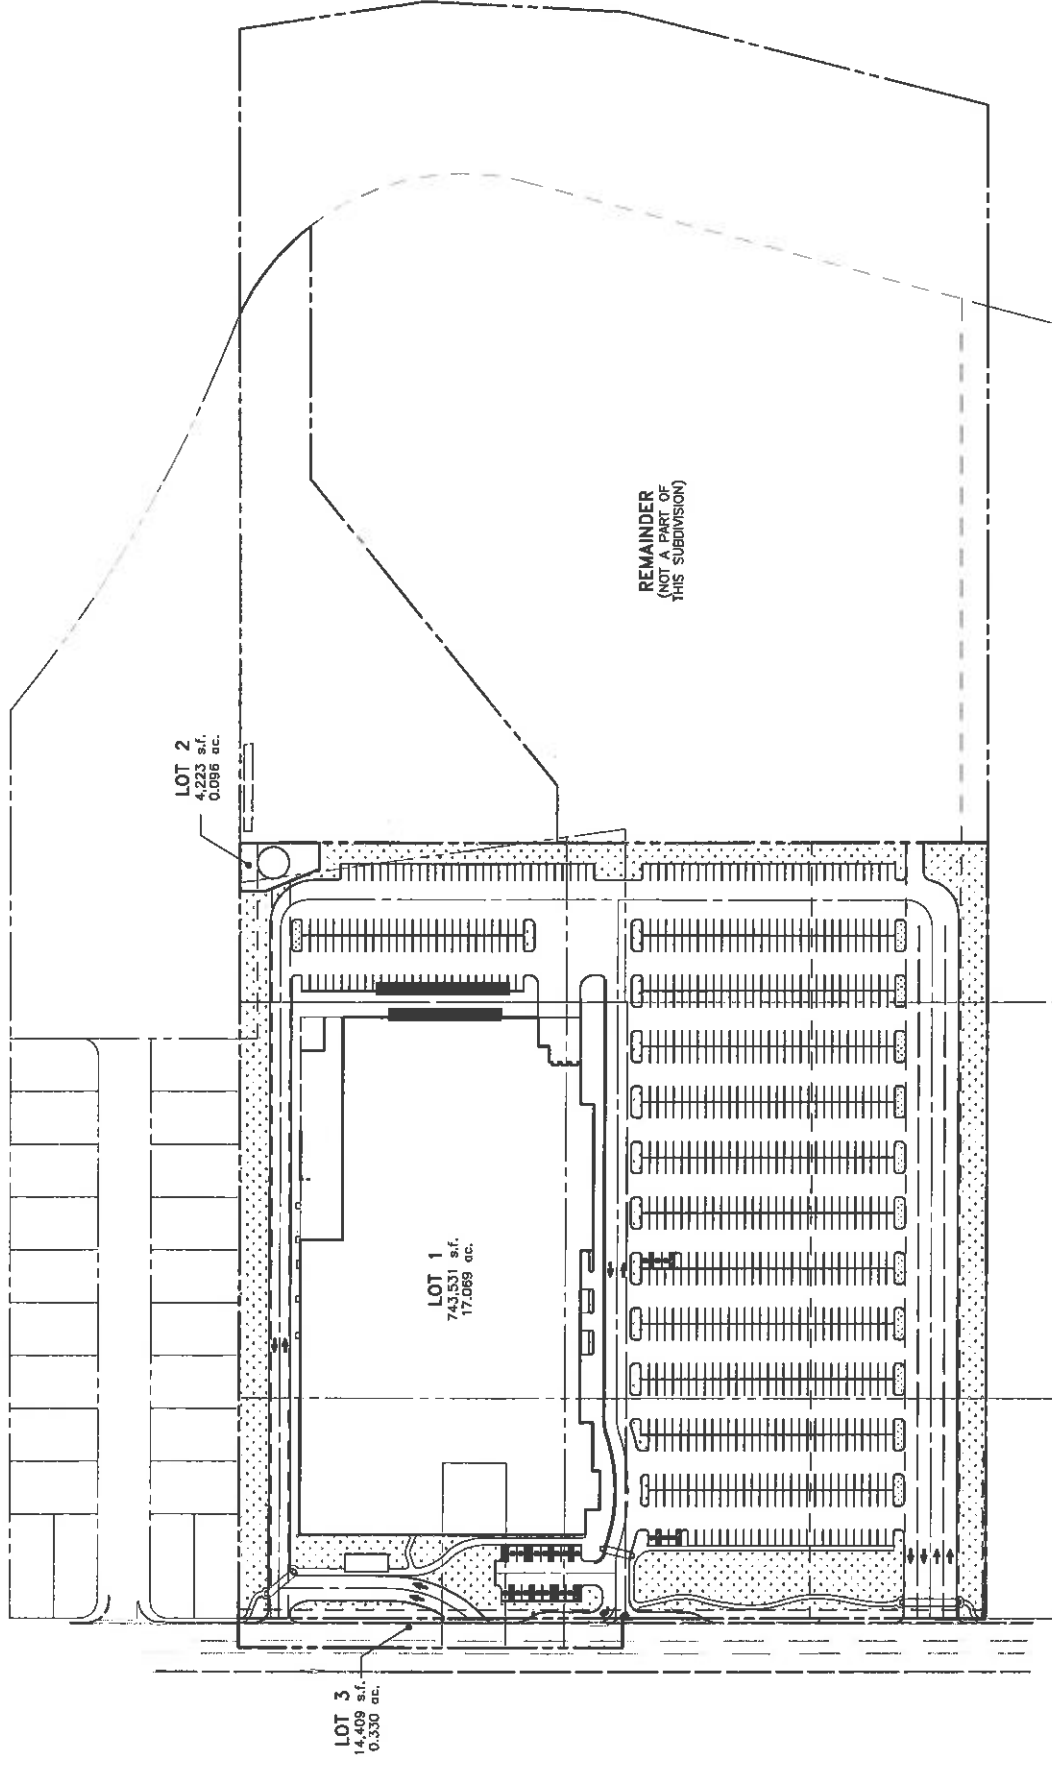 LOT 2
4,223 s.f.
0.096 ac.
REMAINDER
(NOT A PART OF
THIS SUBDIVISION)
LOT 1
743,531 s.f.
17.069 ac.
LOT 3
14,409 s.f.
0.330 ac.